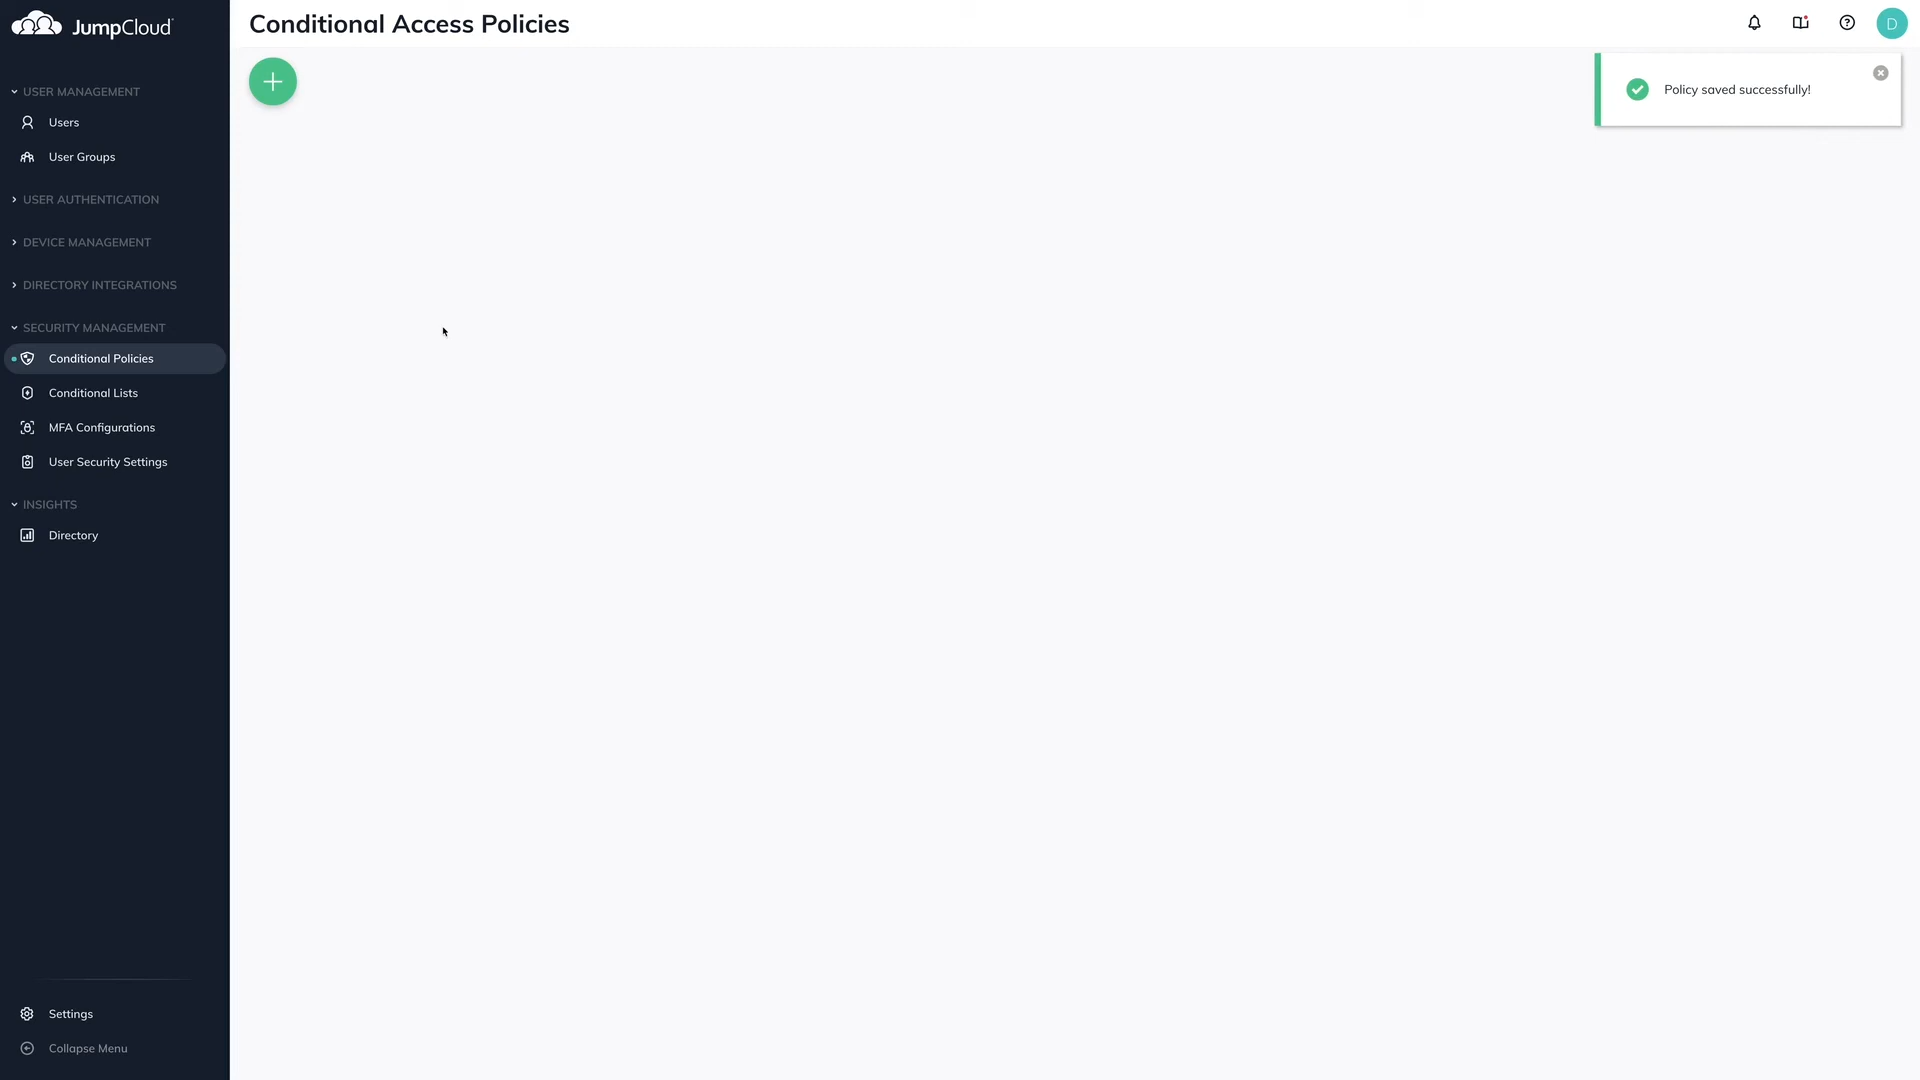 JumpCloud
Conditional Access Policies
D
Policy saved successfully!
USER MANAGEMENT
Users
User Groups
USER AUTHENTICATION
DEVICE MANAGEMENT
DIRECTORY INTEGRATIONS
SECURITY MANAGEMENT
Conditional Policies
Conditional Lists
MFA Configurations
User Security Settings
INSIGHTS
Directory
Settings
Collapse Menu